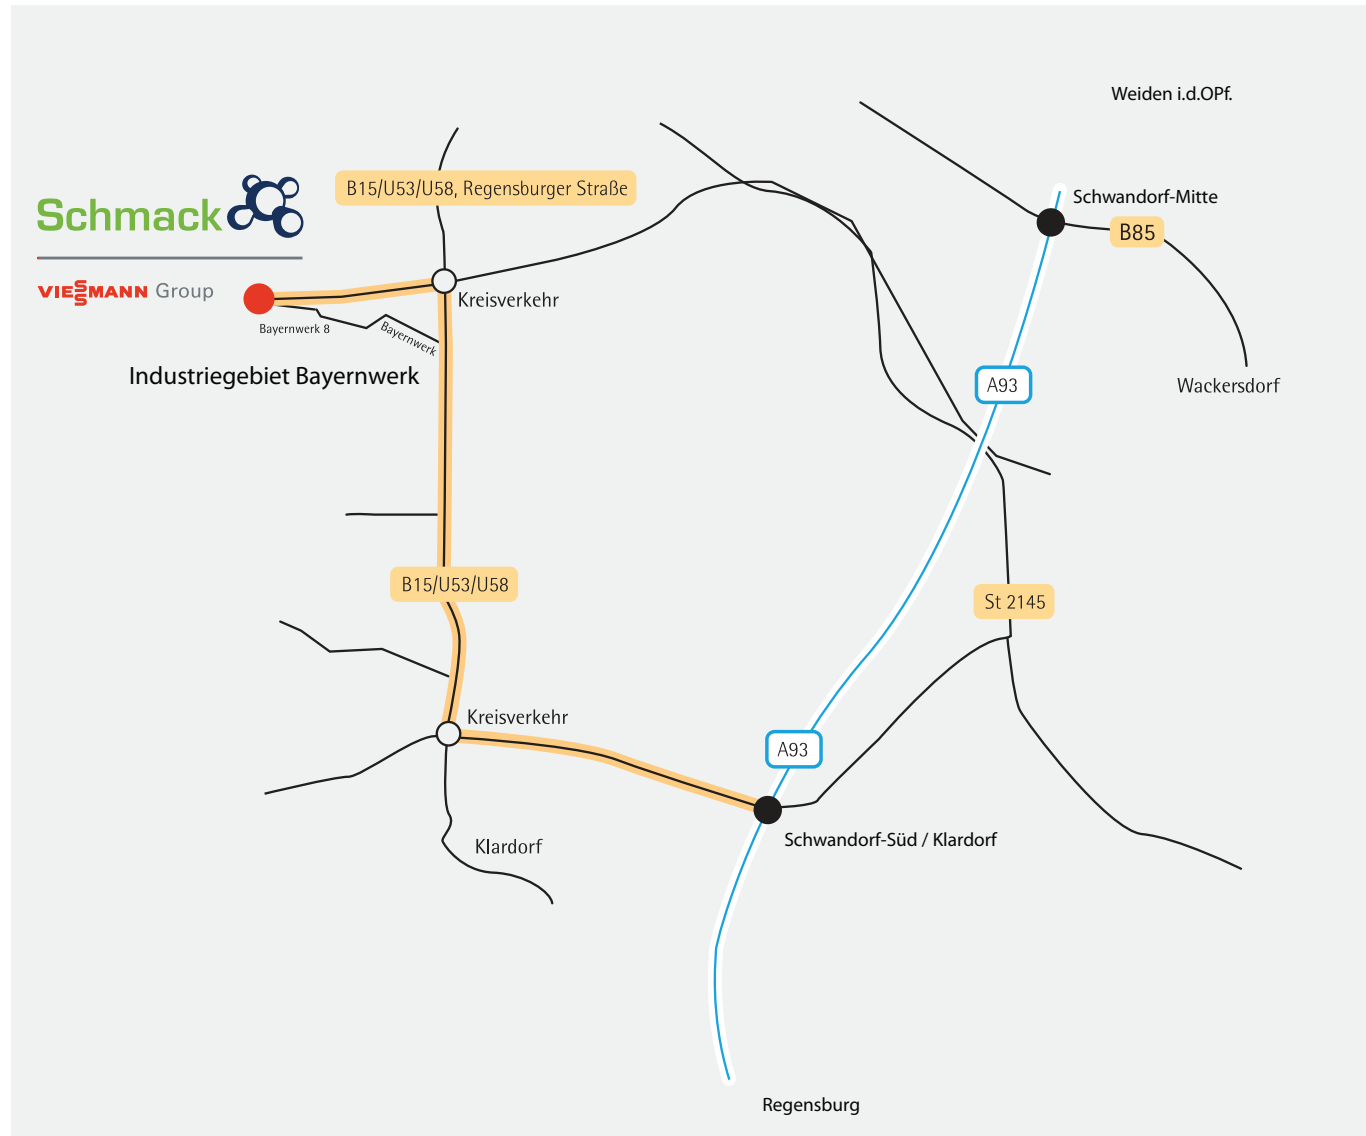 Weiden i.d.OPf.
B15/U53/U58, Regensburger Straße
Schwandorf-Mitte
Schmack
B85
VIESSMANN Group
Kreisverkehr
Bayernwerk 8
Bayernwerk
Industriegebiet Bayernwerk
A93
Wackersdorf
B15/U53/U58
St 2145
Kreisverkehr
A93
Schwandorf-Süd / Klardorf
Klardorf
Regensburg